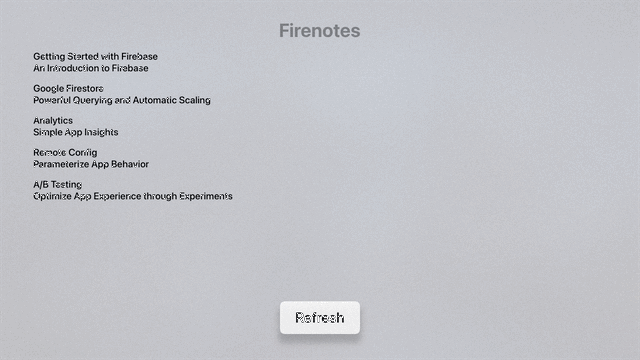 Firenotes
Getting Started with Firebase
An Introduction to Firebase
Google Firestore
Powerful Querying and Automatic Scaling
Analytics
Simple App Insights
Remote Config
Parameterize App Behavior
A/B Testing
Optimize App Experience through Experiments
Refresh